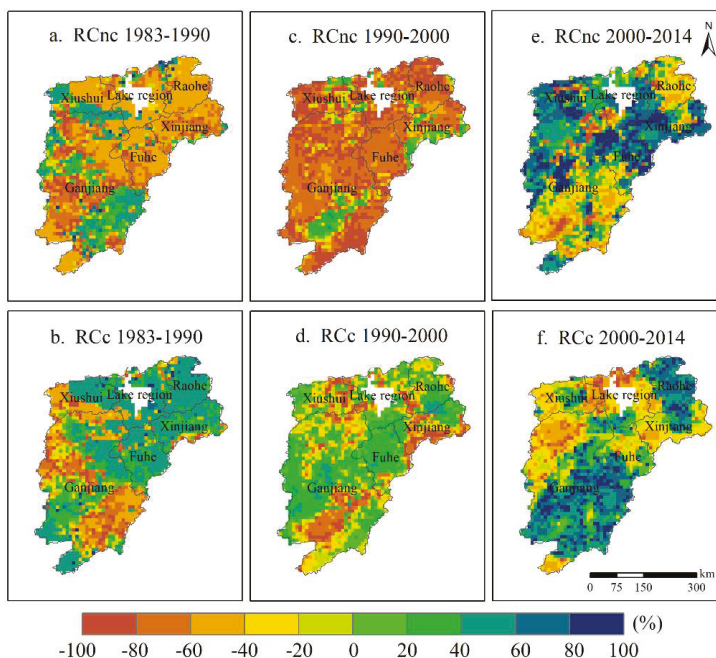 a. RCnc 1983-1990
Xiushui
Lake region
Raohe
Xinjiang
Fuhe
Ganjiang
c. RCnc 1990-2000
Xiushui
Lake region
Raohe
Xinjiang
Fuhe
Ganjiang
e. RCnc 2000-2014
N
Xiushui
Lake region
Raohe
Xinjiang
Fuhe
Ganjiang
b. RCc 1983-1990
Xiushui
Lake region
Raohe
Xinjiang
Fuhe
Ganjiang
d. RCc 1990-2000
Xiushui
Lake region
Raohe
Xinjiang
Fuhe
Ganjiang
f. RCc 2000-2014
Xiushui
Lake region
Raohe
Xinjiang
Fuhe
Ganjiang
km
0 75 150 300
(%)
-100 -80 -60 -40 -20 0 20 40 60 80 100